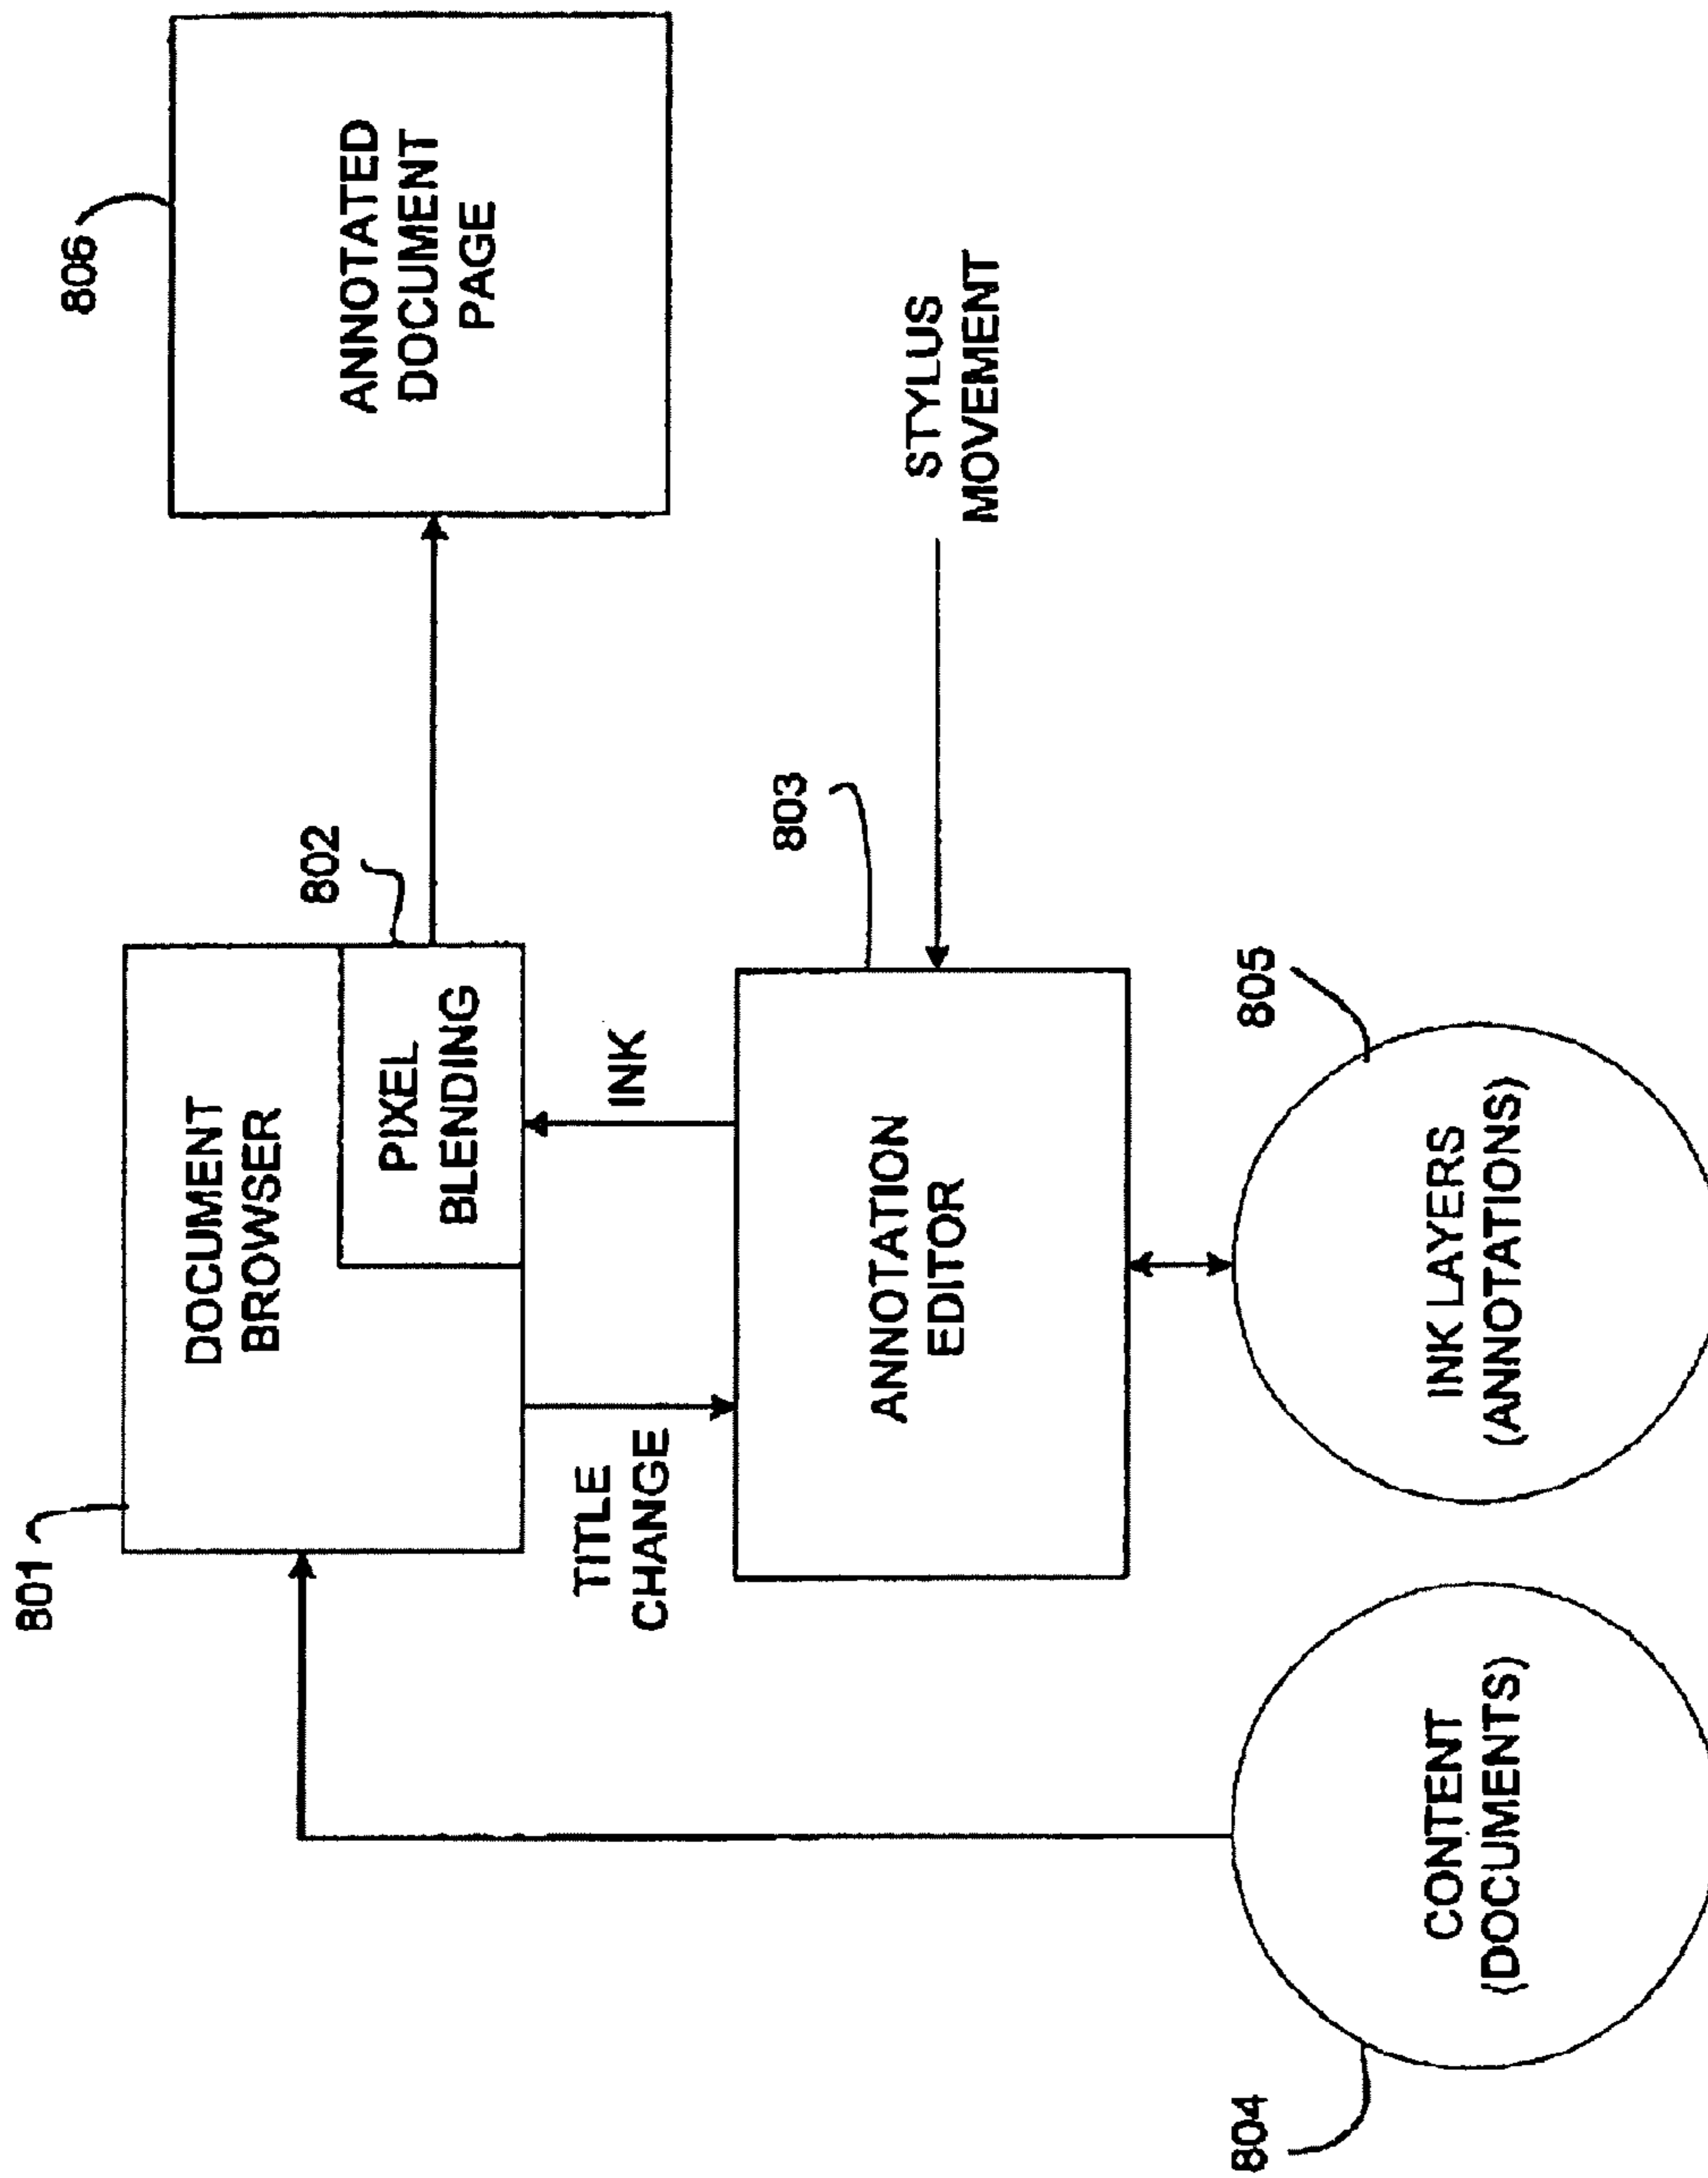 801
DOCUMENT
BROWSER
802
PIXEL
BLENDING
806
ANNOTATED
DOCUMENT
PAGE
TITLE
CHANGE
INK
803
ANNOTATION
EDITOR
STYLUS
MOVEMENT
804
CONTENT
(DOCUMENTS)
805
INK LAYERS
(ANNOTATIONS)